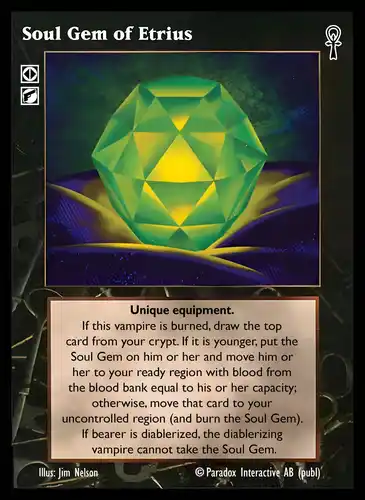 Soul Gem of Etrius
Unique equipment.
If this vampire is burned, draw the top
card from your crypt. If it is younger, put the
Soul Gem on him or her and move him or
her to your ready region with blood from
the blood bank equal to his or her capacity;
otherwise, move that card to your
uncontrolled region (and burn the Soul Gem).
If bearer is diablerized, the diablerizing
vampire cannot take the Soul Gem.
Illus: Jim Nelson
© Paradox Interactive AB (publ)